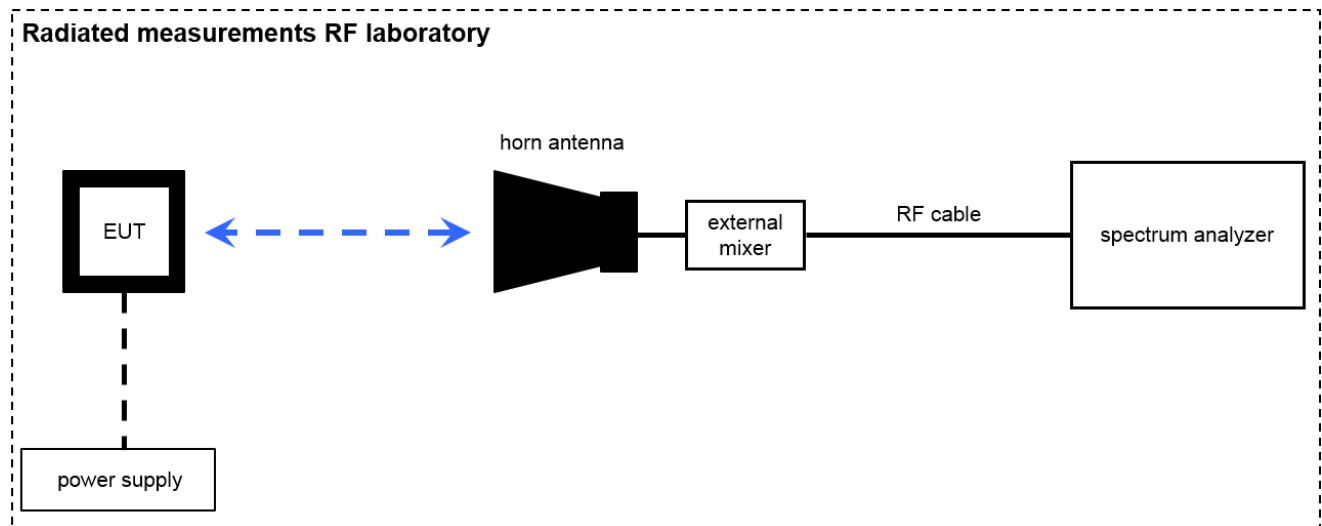 Radiated measurements RF laboratory
horn antenna
EUT
external
mixer
RF cable
spectrum analyzer
power supply